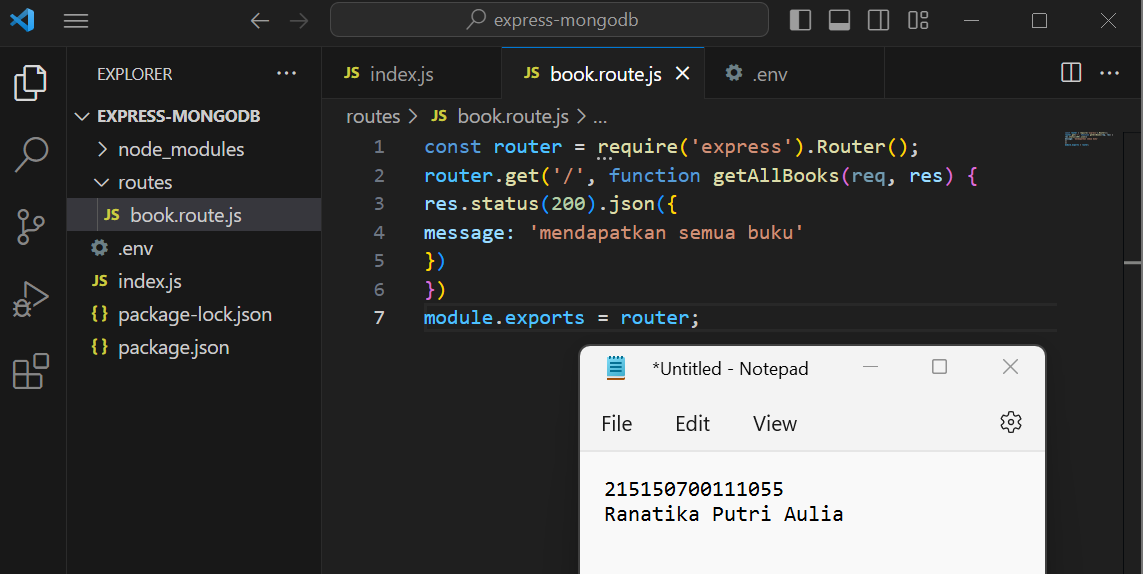 express-mongodb
EXPLORER
EXPRESS-MONGODB
node_modules
routes
JS book.route.js
.env
JS index.js
{} package-lock.json
{} package.json
JS index.js
JS book.route.js
.env
routes > JS book.route.js > ...
1 const router = require('express').Router();
2 router.get('/', function getAllBooks(req, res) {
3 res.status(200).json({
4 message: 'mendapatkan semua buku'
5 })
6 })
7 module.exports = router;
*Untitled - Notepad
File Edit View
215150700111055
Ranatika Putri Aulia